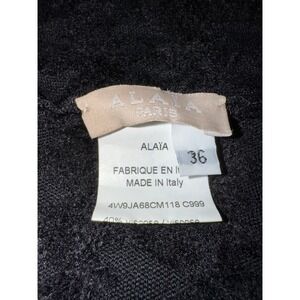 ALAÏA
PARIS
ALAÏA
36
FABRIQUE EN
MADE IN Italy
4W9JA68CM118 C999